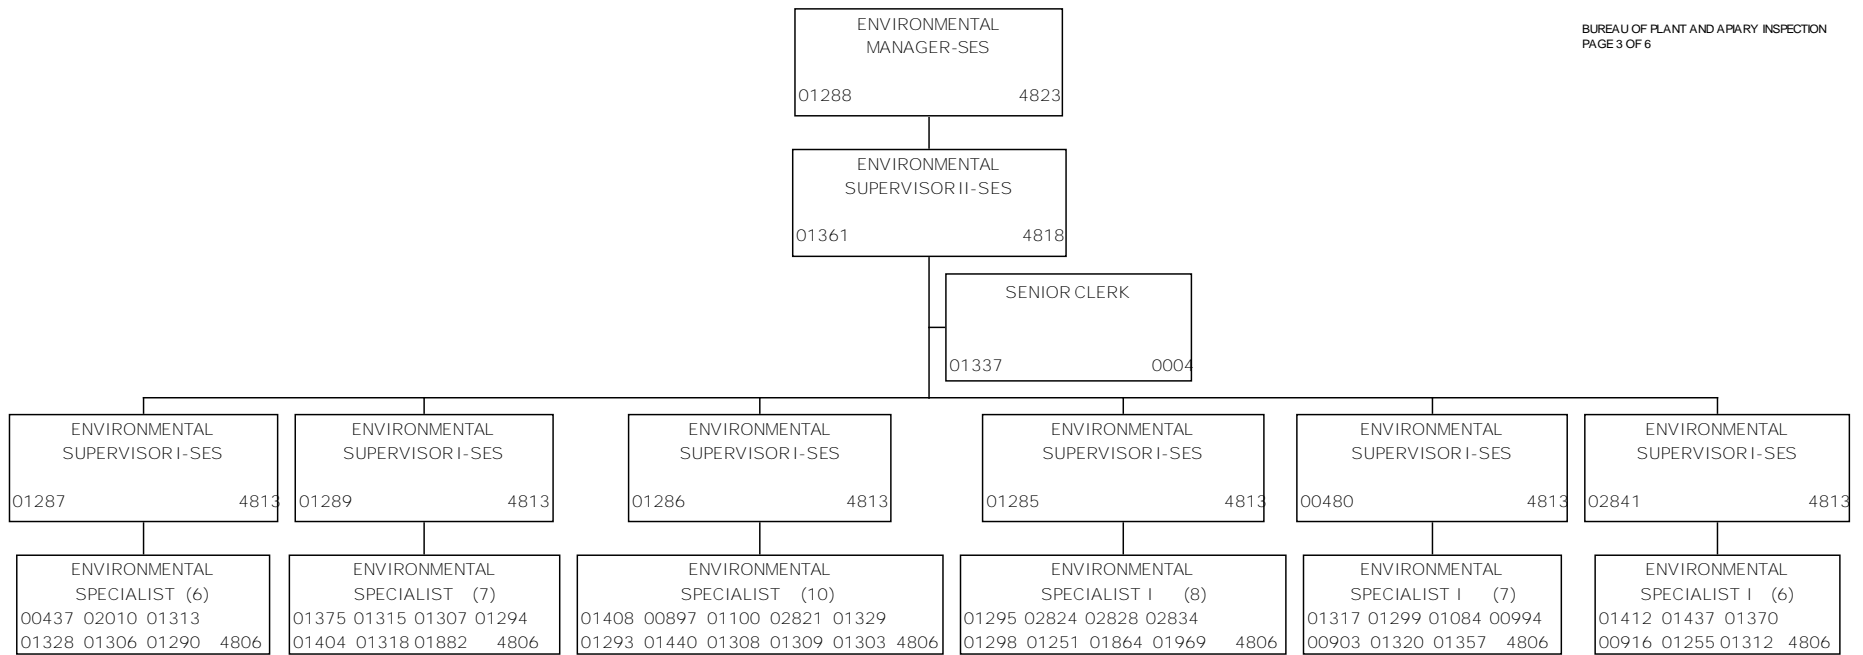 BUREAU OF PLANT AND APIARY INSPECTION
PAGE 3 OF 6
ENVIRONMENTAL
MANAGER-SES
01288 4823
ENVIRONMENTAL
SUPERVISOR II-SES
01361 4818
SENIOR CLERK
01337 0004
ENVIRONMENTAL
SUPERVISOR I-SES
01287 4813
ENVIRONMENTAL
SPECIALIST (6)
00437 02010 01313
01328 01306 01290 4806
ENVIRONMENTAL
SUPERVISOR I-SES
01289 4813
ENVIRONMENTAL
SPECIALIST (7)
01375 01315 01307 01294
01404 01318 01882 4806
ENVIRONMENTAL
SUPERVISOR I-SES
01286 4813
ENVIRONMENTAL
SPECIALIST (10)
01408 00897 01100 02821 01329
01293 01440 01308 01309 01303 4806
ENVIRONMENTAL
SUPERVISOR I-SES
01285 4813
ENVIRONMENTAL
SPECIALIST I (8)
01295 02824 02828 02834
01298 01251 01864 01969 4806
ENVIRONMENTAL
SUPERVISOR I-SES
00480 4813
ENVIRONMENTAL
SPECIALIST I (7)
01317 01299 01084 00994
00903 01320 01357 4806
ENVIRONMENTAL
SUPERVISOR I-SES
02841 4813
ENVIRONMENTAL
SPECIALIST I (6)
01412 01437 01370
00916 01255 01312 4806